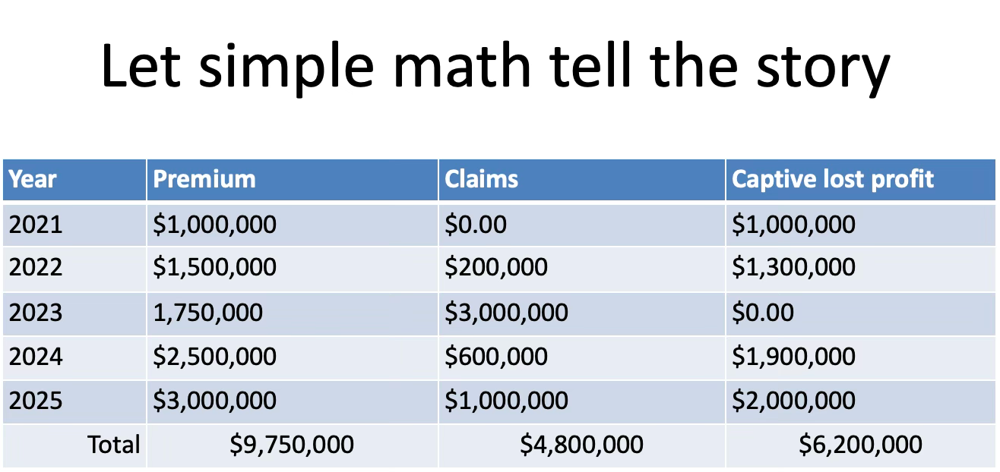 Let simple math tell the story
Year Premium Claims Captive lost profit
2021 $1,000,000 $0.00 $1,000,000
2022 $1,500,000 $200,000 $1,300,000
2023 1,750,000 $3,000,000 $0.00
2024 $2,500,000 $600,000 $1,900,000
2025 $3,000,000 $1,000,000 $2,000,000
Total $9,750,000 $4,800,000 $6,200,000